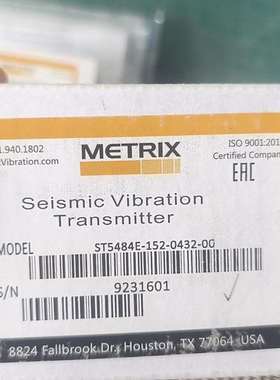 1.940.1802
Vibration.com
METRIX
ISO 9001:201
Certified Compan
EAC
Seismic Vibration
Transmitter
MODEL
ST5484E-152-0432-00
S/N
9231601
8824 Fallbrook Dr., Houston, TX 77064 USA